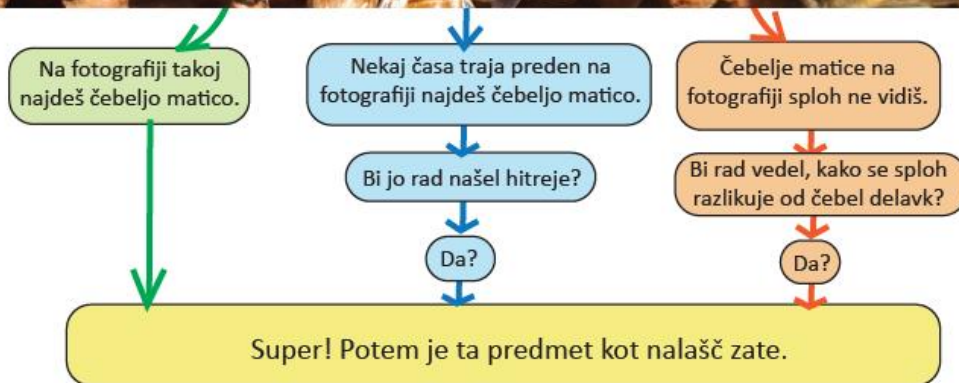 Na fotografiji takoj
najdeš čebeljo matico.
Nekaj časa traja preden na
fotografiji najdeš čebeljo matico.
Čebelje matice na
fotografiji sploh ne vidiš.
Bi jo rad našel hitreje?
Bi rad vedel, kako se sploh
razlikuje od čebel delavk?
Da?
Da?
Super! Potem je ta predmet kot nalašč zate.